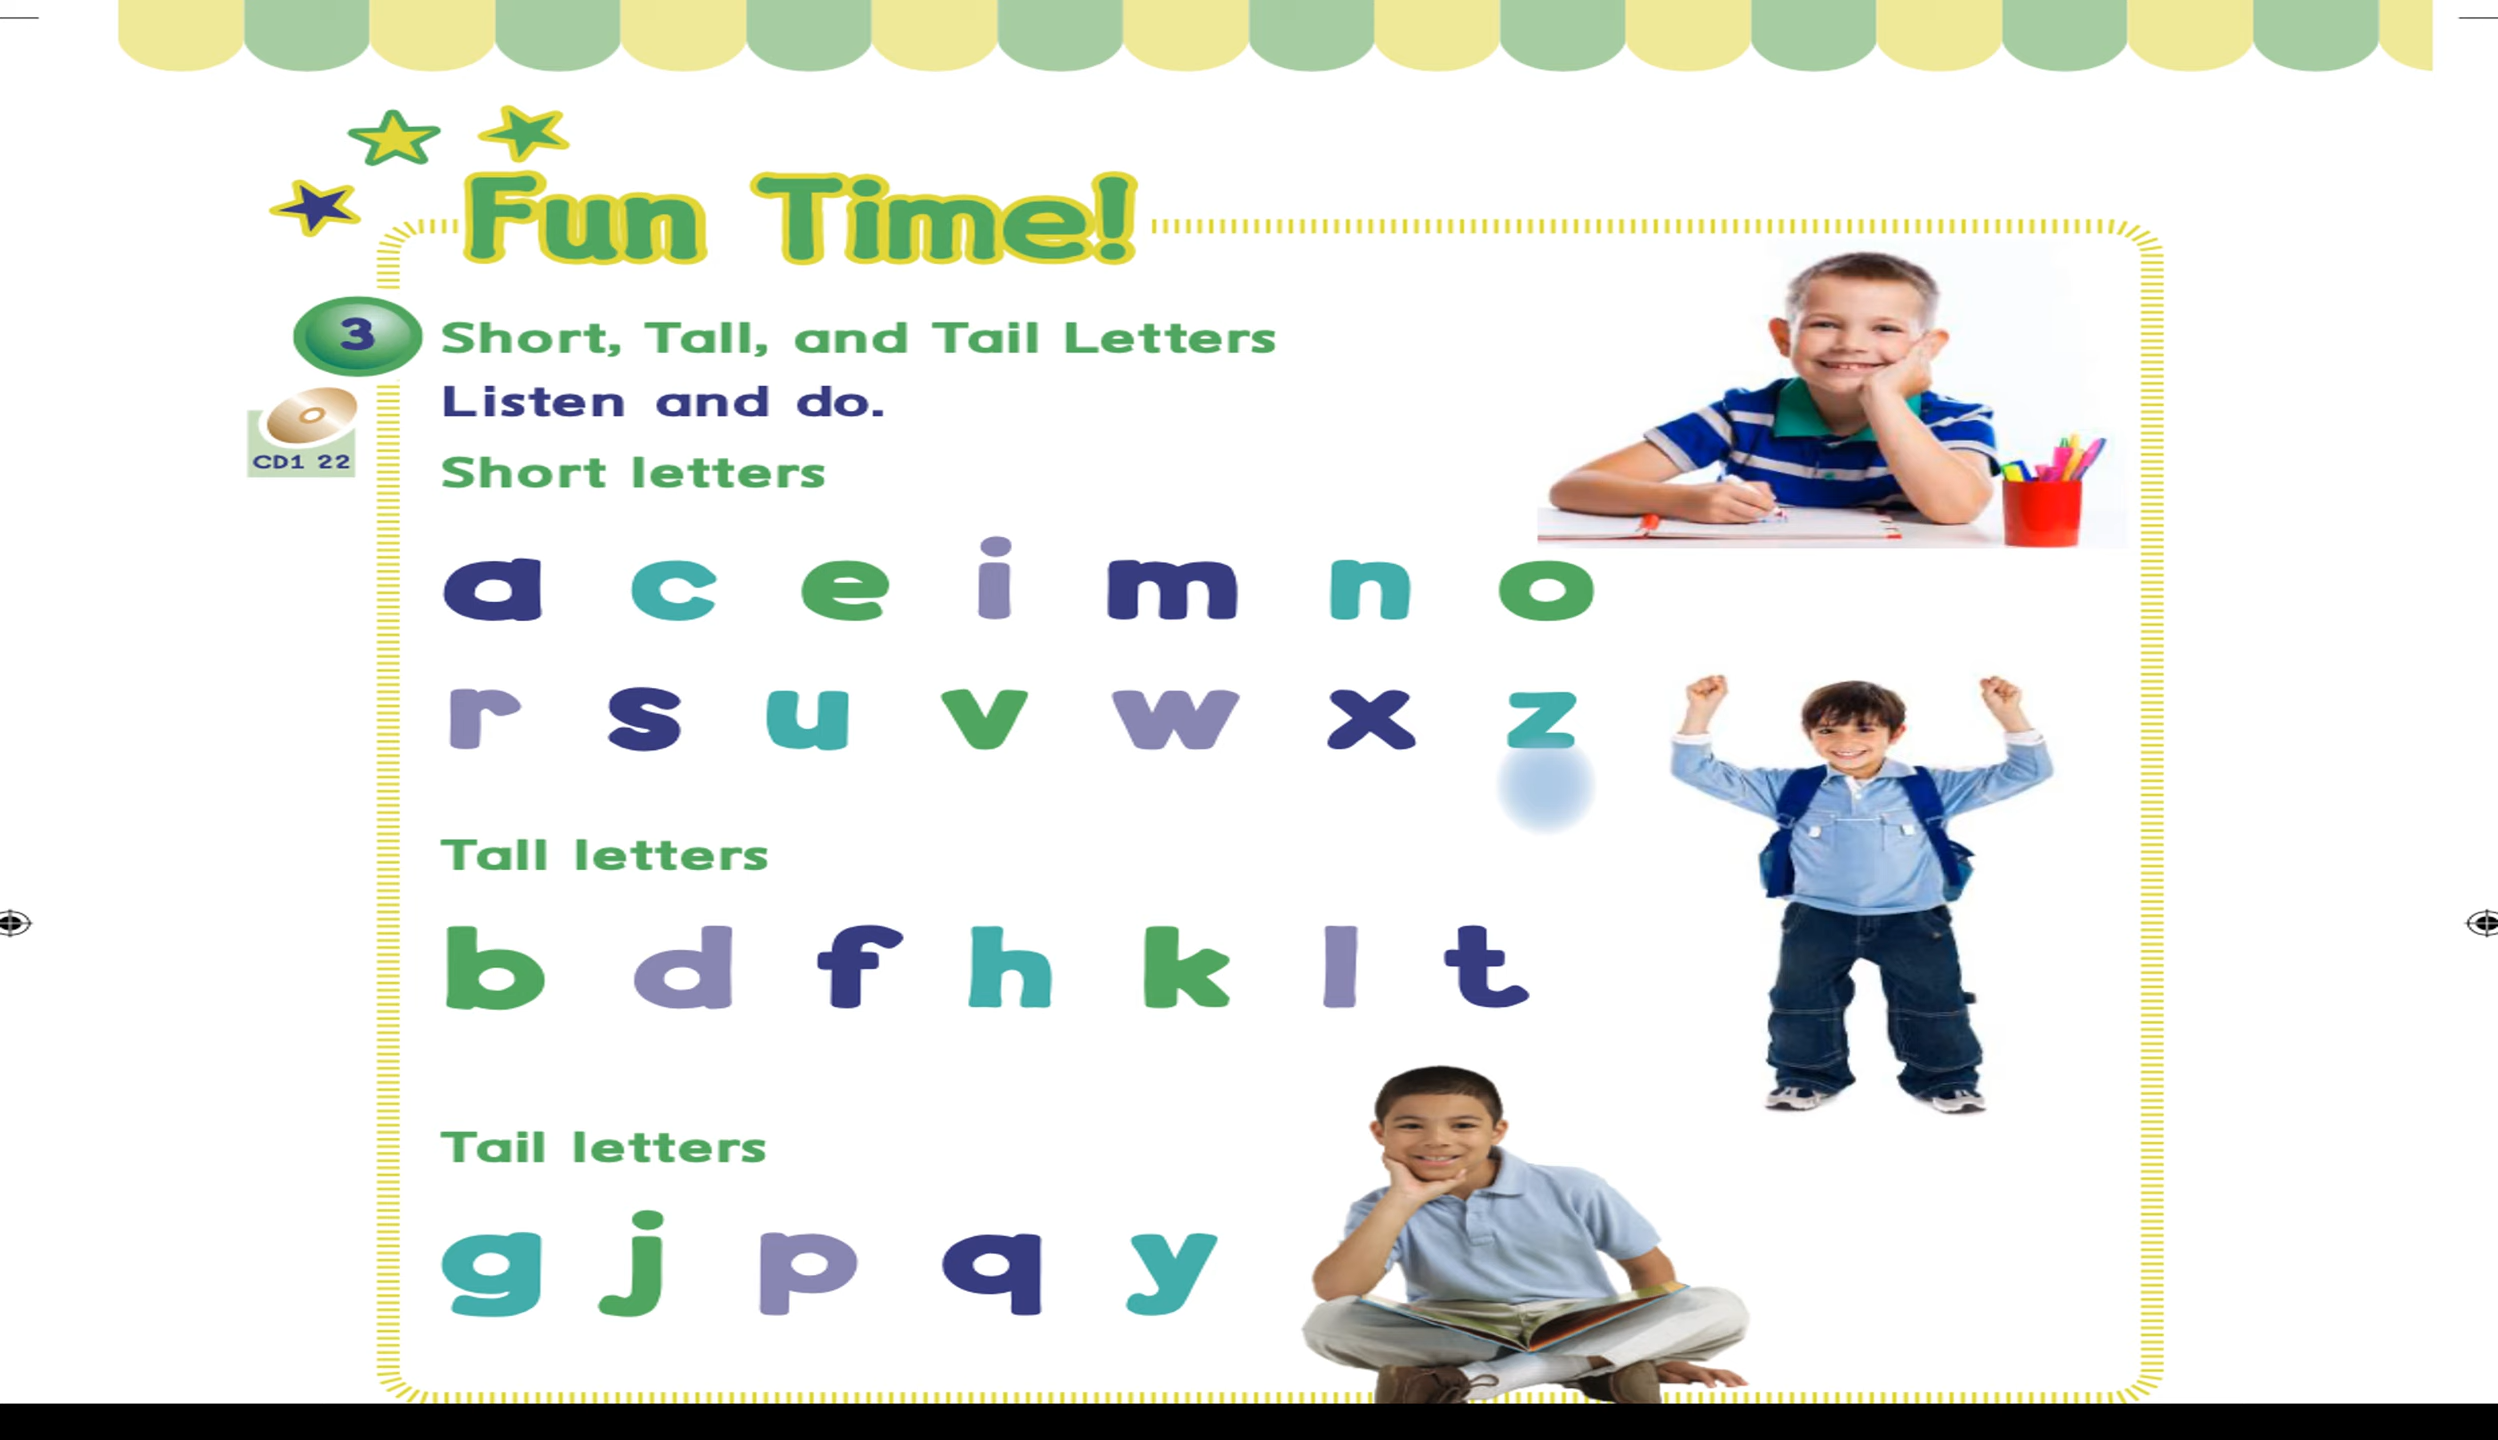 Fun Time!
3 Short, Tall, and Tail Letters
Listen and do.
CD1 22
Short letters
a c e i m n o
r s u v w x z
Tall letters
b d f h k l t
Tail letters
g j p q y